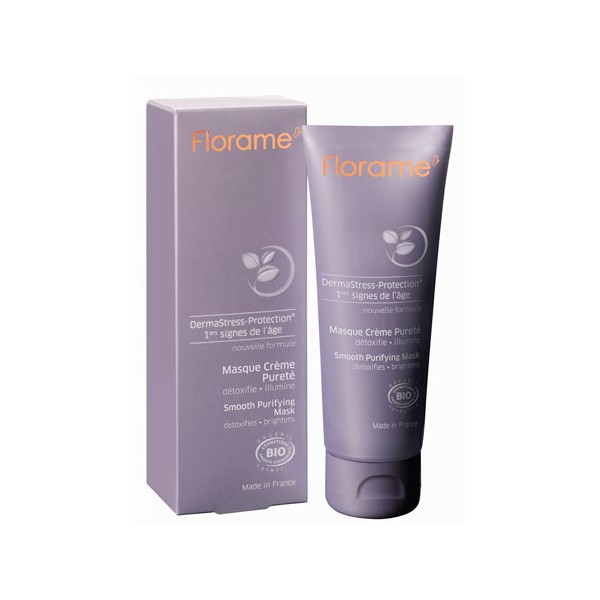 Florame
DermaStress-Protection®
1ers signes de l'âge
nouvelle formule
Masque Crème
Pureté
détoxifie • illumine
Smooth Purifying
Mask
detoxifies • brightens
BIO
Made in France
Florame
DermaStress-Protection®
1ers signes de l'âge
nouvelle formule
Masque Crème Pureté
détoxifie • illumine
Smooth Purifying Mask
detoxifies • brightens
BIO
Made in France